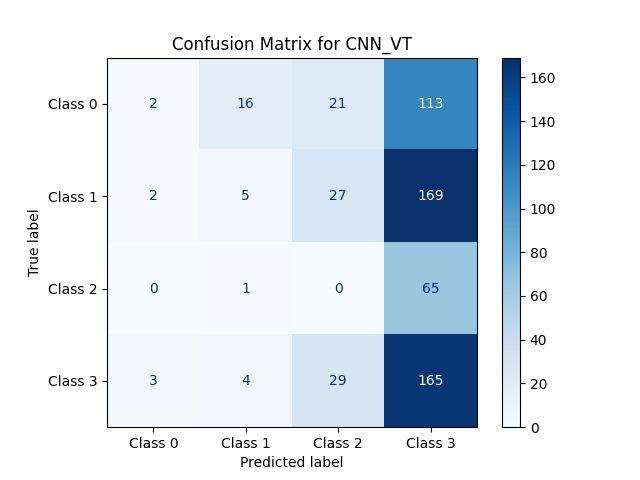 Confusion Matrix for CNN_VT
Class 0 2 16 21 113
Class 1 2 5 27 169
Class 2 0 1 0 65
Class 3 3 4 29 165
Class 0 Class 1 Class 2 Class 3
Predicted label
True label
160
140
120
100
80
60
40
20
0